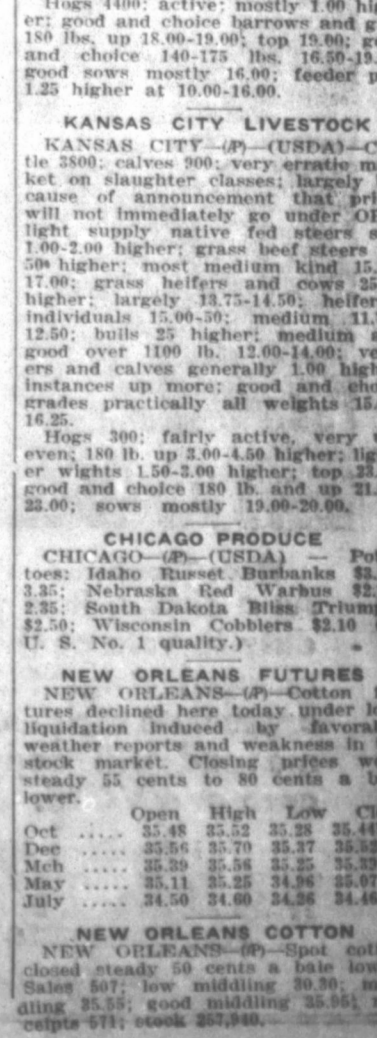 Hogs 4400; active; mostly 1.00 hig
er; good and choice barrows and g
180 lbs. up 18.00-19.00; top 19.00; g
and choice 140-175 lbs. 16.50-19.
good sows mostly 16.00; feeder p
1.25 higher at 10.00-16.00.
KANSAS CITY LIVESTOCK
KANSAS CITY—(AP)—(USDA)—C
tle 3800; calves 900; very erratic m
ket on slaughter classes; largely
cause of announcement that pri
will not immediately go under OP
light supply native fed steers s
1.00-2.00 higher; grass beef steers
50¢ higher; most medium kind 15.
17.00; grass heifers and cows 25
higher; largely 13.75-14.50; heifer
individuals 15.00-50; medium 11.
12.50; bulls 25 higher; medium a
good over 1100 lb. 12.00-14.00; ve
ers and calves generally 1.00 high
instances up more; good and cho
grades practically all weights 15.
16.25.
Hogs 300; fairly active, very
even; 180 lb. up 3.00-4.50 higher; lig
er wights 1.50-3.00 higher; top 23.
good and choice 180 lb. and up 21.
23.00; sows mostly 19.00-20.00.
CHICAGO PRODUCE
CHICAGO—(AP)—(USDA) — Po
toes: Idaho Russet Burbanks $3.
3.35; Nebraska Red Warbus $2.
2.35; South Dakota Bliss Trium
$2.50; Wisconsin Cobblers $2.10
U. S. No. 1 quality.)
NEW ORLEANS FUTURES
NEW ORLEANS—(AP)—Cotton f
tures declined here today under l
liquidation induced by favoral
weather reports and weakness in
stock market. Closing prices w
steady 55 cents to 80 cents a b
lower.
Open High Low Cl
Oct ..... 35.48 35.52 35.28 35.44
Dec ..... 35.56 35.70 35.37 35.52
Mch ..... 35.39 35.56 35.25 35.39
May ..... 35.11 35.25 34.96 35.07
July ..... 34.50 34.60 34.26 34.46
NEW ORLEANS COTTON
NEW ORLEANS—(AP)—Spot cott
closed steady 50 cents a bale low
Sales 507; low middling 30.30; m
dling 35.55; good middling 35.95;
ceipts 571; stock 257,940.